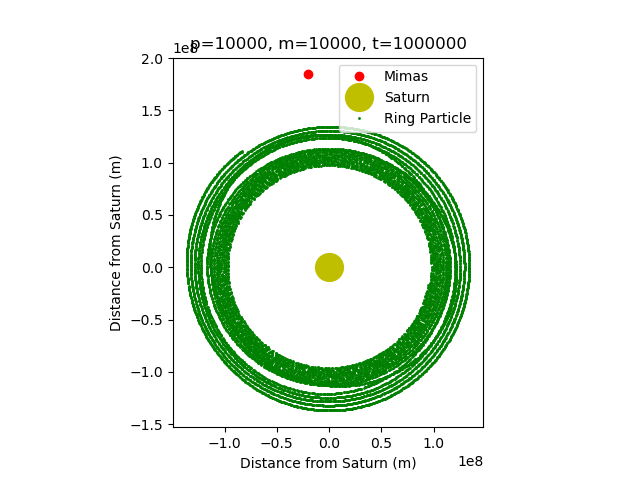 1e8
p=10000, m=10000, t=1000000
Mimas
Saturn
Ring Particle
Distance from Saturn (m)
2.0
1.5
1.0
0.5
0.0
−0.5
−1.0
−1.5
−1.0 −0.5 0.0 0.5 1.0
1e8
Distance from Saturn (m)